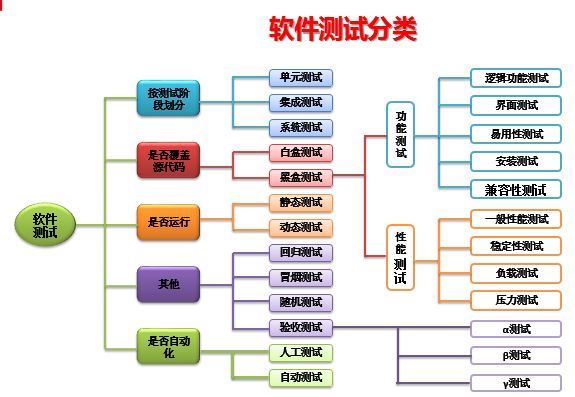 软件测试分类
软件
测试
按测试阶
段划分
单元测试
集成测试
系统测试
是否覆盖
源代码
白盒测试
黑盒测试
功
能
测
试
逻辑功能测试
界面测试
易用性测试
安装测试
兼容性测试
性
能
测
试
一般性能测试
稳定性测试
负载测试
压力测试
是否运行
静态测试
动态测试
其他
回归测试
冒烟测试
随机测试
验收测试
α测试
β测试
γ测试
是否自动
化
人工测试
自动测试